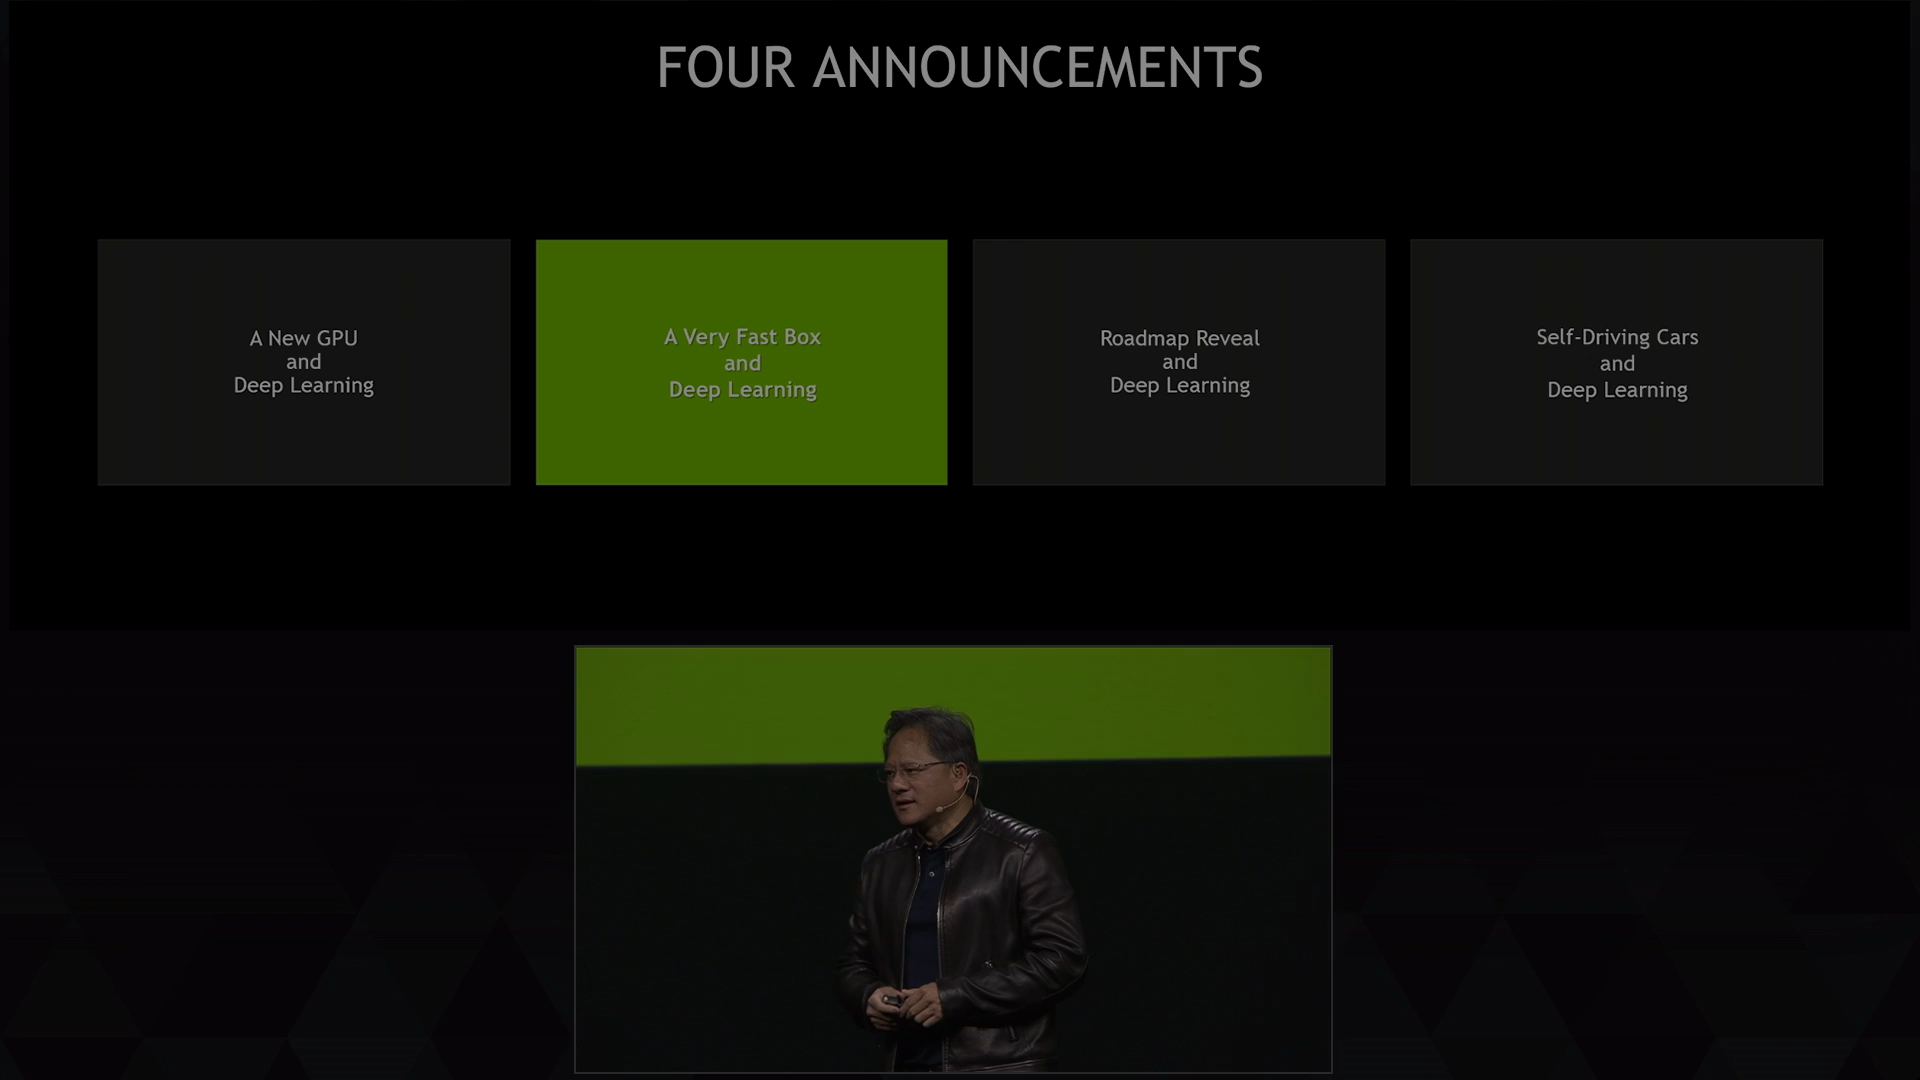 FOUR ANNOUNCEMENTS
A New GPU
and
Deep Learning
A Very Fast Box
and
Deep Learning
Roadmap Reveal
and
Deep Learning
Self-Driving Cars
and
Deep Learning